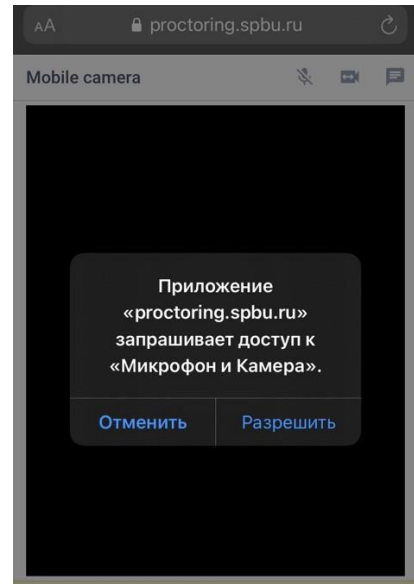 AA proctoring.spbu.ru
Mobile camera
Приложение
«proctoring.spbu.ru»
запрашивает доступ к
«Микрофон и Камера».
Отменить Разрешить